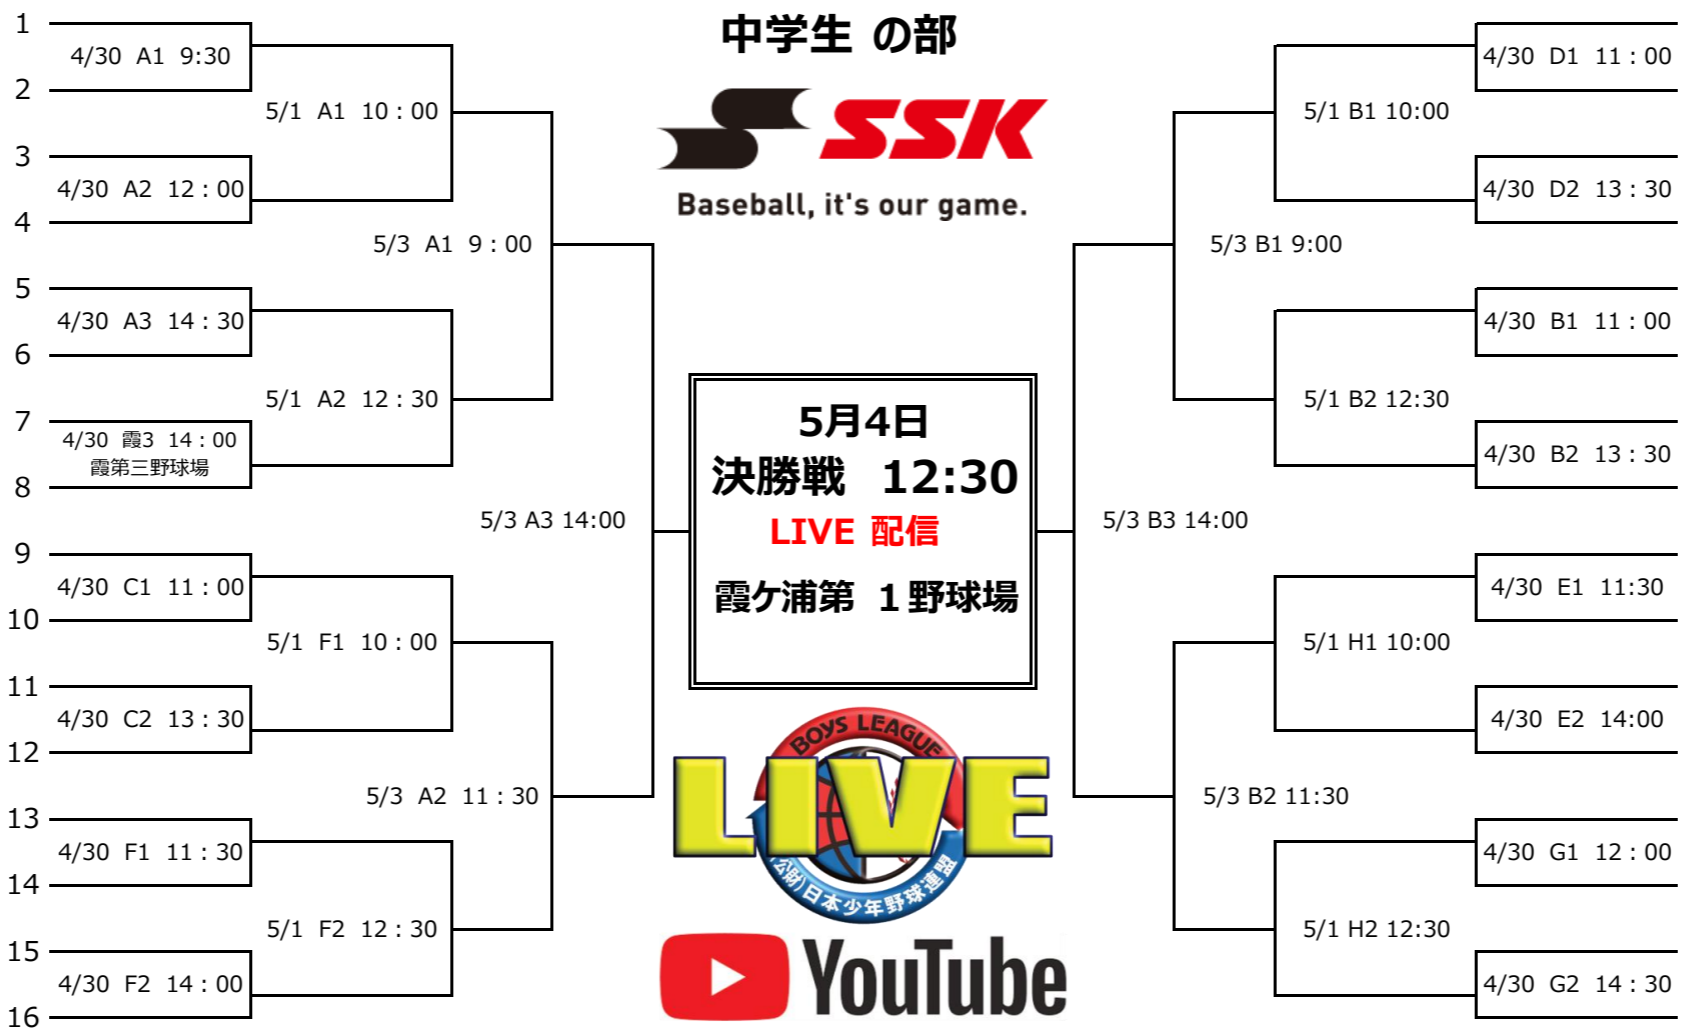 中学生 の部
SSK
Baseball, it's our game.
1
4/30 A1 9:30
2
5/1 A1 10：00
3
4/30 A2 12：00
4
5/3 A1 9：00
5
4/30 A3 14：30
6
5/1 A2 12：30
7
4/30 霞3 14：00
霞第三野球場
8
5/3 A3 14:00
9
4/30 C1 11：00
10
5/1 F1 10：00
11
4/30 C2 13：30
12
5/3 A2 11：30
13
4/30 F1 11：30
14
5/1 F2 12：30
15
4/30 F2 14：00
16
5月4日
決勝戦 12:30
LIVE 配信
霞ケ浦第 １野球場
BOYS LEAGUE
LIVE
(公財)日本少年野球連盟
YouTube
4/30 D1 11：00
5/1 B1 10:00
4/30 D2 13：30
5/3 B1 9:00
4/30 B1 11：00
5/1 B2 12:30
4/30 B2 13：30
5/3 B3 14:00
4/30 E1 11:30
5/1 H1 10:00
4/30 E2 14:00
5/3 B2 11:30
4/30 G1 12：00
5/1 H2 12:30
4/30 G2 14：30